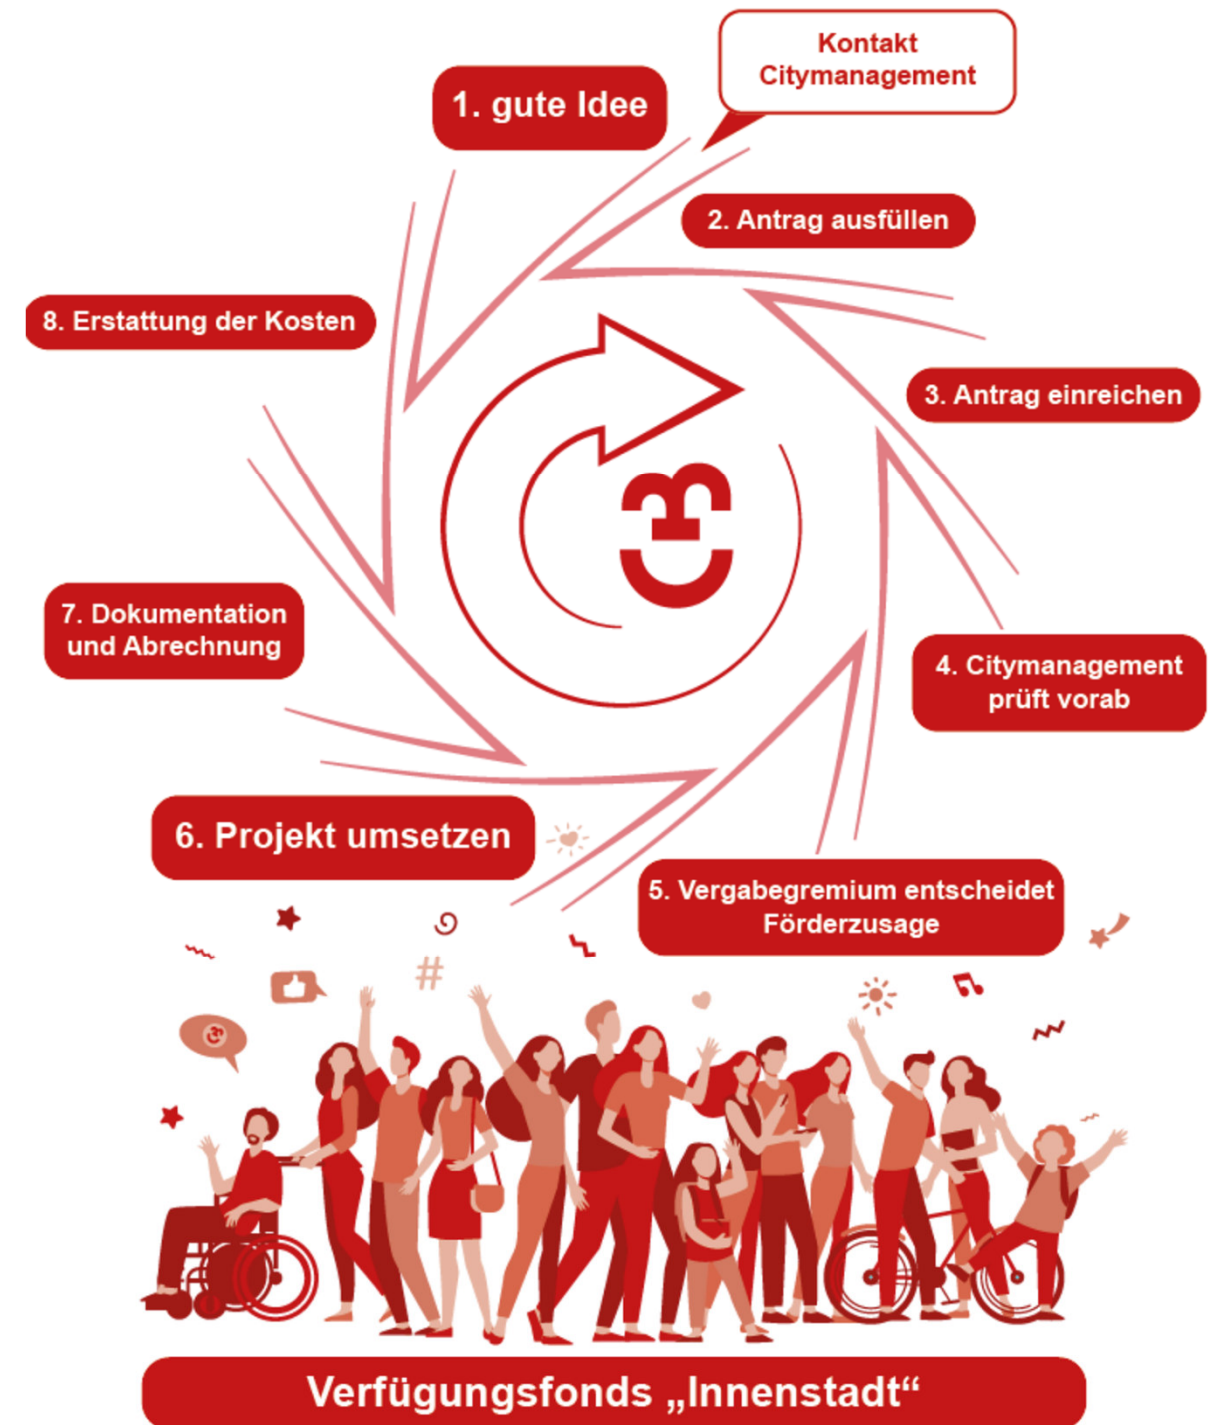 1. gute Idee
Kontakt
Citymanagement
2. Antrag ausfüllen
3. Antrag einreichen
4. Citymanagement
prüft vorab
5. Vergabegremium entscheidet
Förderzusage
6. Projekt umsetzen
7. Dokumentation
und Abrechnung
8. Erstattung der Kosten
#
Verfügungsfonds „Innenstadt“